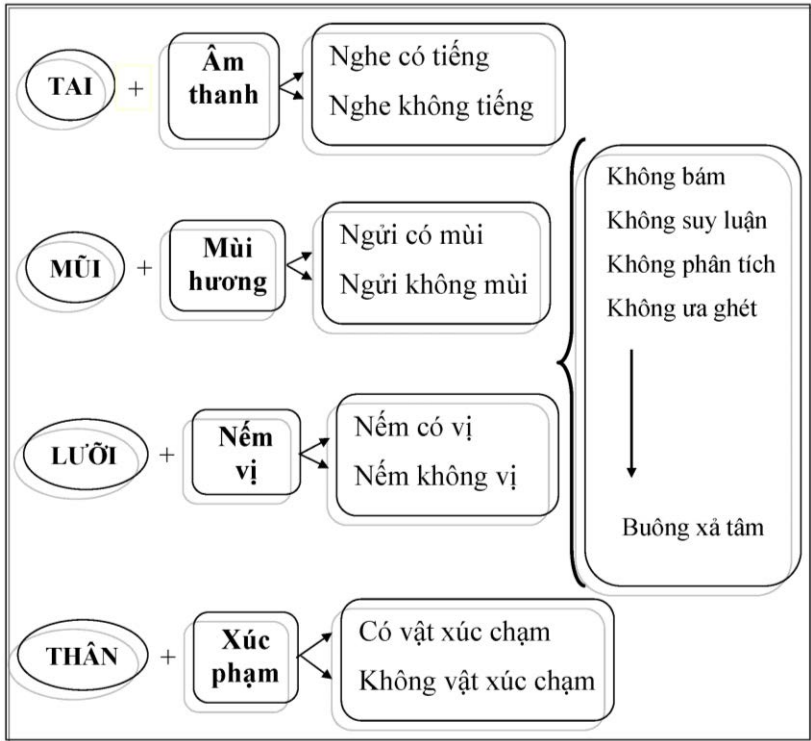 TAI + Âm thanh
Nghe có tiếng
Nghe không tiếng
MŨI + Mùi hương
Ngửi có mùi
Ngửi không mùi
LƯỠI + Nếm vị
Nếm có vị
Nếm không vị
THÂN + Xúc phạm
Có vật xúc chạm
Không vật xúc chạm
Không bám
Không suy luận
Không phân tích
Không ưa ghét
Buông xả tâm